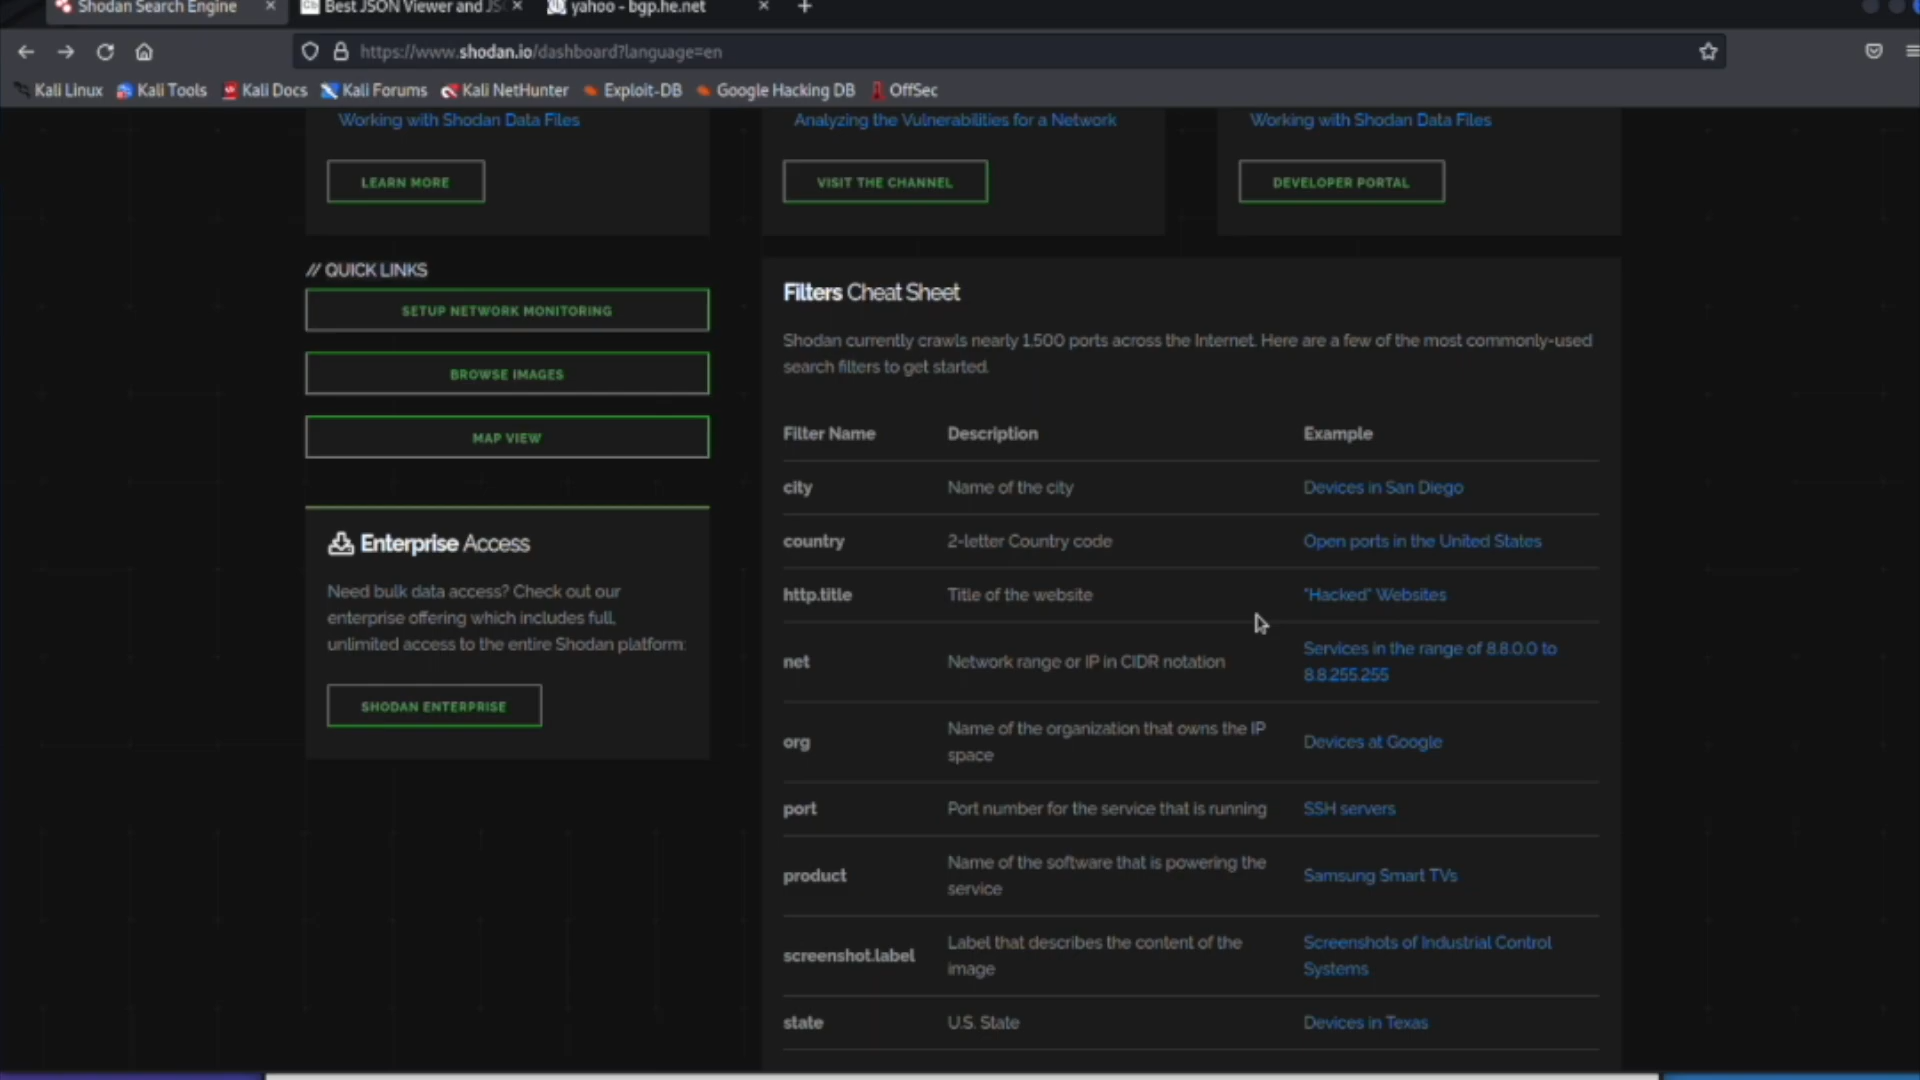 Shodan Search Engine
Best JSON Viewer and JS
yahoo - bgp.he.net
https://www.shodan.io/dashboard?language=en
Kali Linux
Kali Tools
Kali Docs
Kali Forums
Kali NetHunter
Exploit-DB
Google Hacking DB
OffSec
Working with Shodan Data Files
Analyzing the Vulnerabilities for a Network
Working with Shodan Data Files
LEARN MORE
VISIT THE CHANNEL
DEVELOPER PORTAL
// QUICK LINKS
SETUP NETWORK MONITORING
BROWSE IMAGES
MAP VIEW
Enterprise Access
Need bulk data access? Check out our
enterprise offering which includes full,
unlimited access to the entire Shodan platform:
SHODAN ENTERPRISE
Filters Cheat Sheet
Shodan currently crawls nearly 1,500 ports across the Internet. Here are a few of the most commonly-used
search filters to get started.
Filter Name Description Example
city Name of the city Devices in San Diego
country 2-letter Country code Open ports in the United States
http.title Title of the website "Hacked" Websites
net Network range or IP in CIDR notation Services in the range of 8.8.0.0 to
8.8.255.255
org Name of the organization that owns the IP
space Devices at Google
port Port number for the service that is running SSH servers
product Name of the software that is powering the
service Samsung Smart TVs
screenshot.label Label that describes the content of the
image Screenshots of Industrial Control
Systems
state U.S. State Devices in Texas